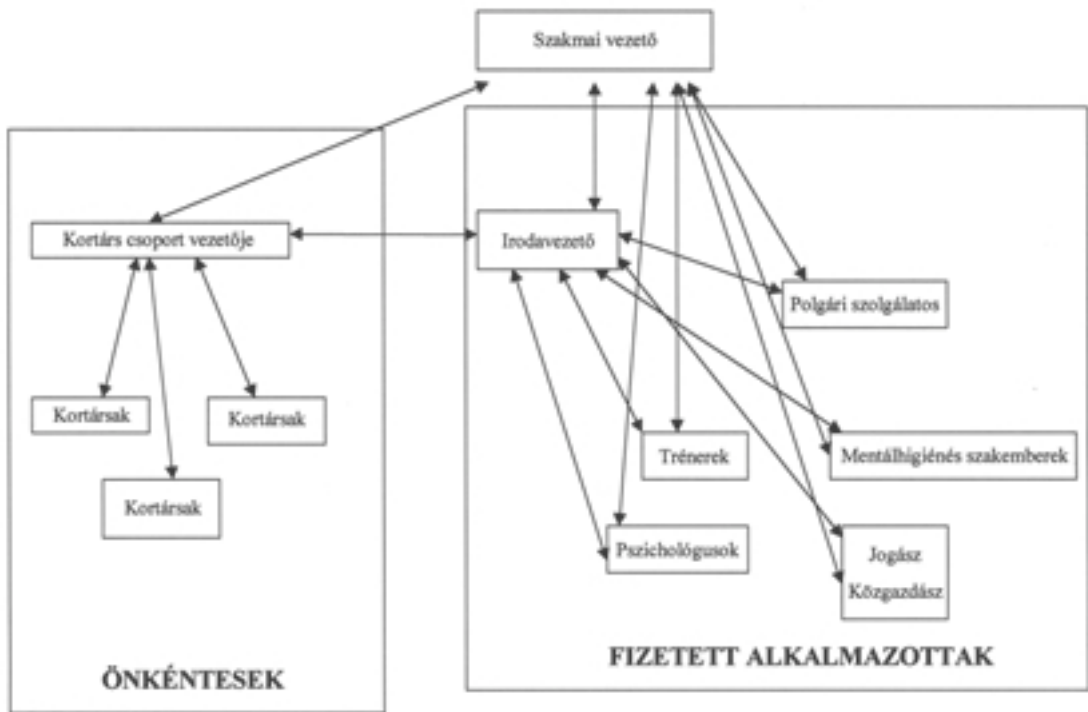 Szakmai vezető
Kortárs csoport vezetője
Irodavezető
Polgári szolgálatos
Kortársak
Kortársak
Kortársak
Trénerek
Mentálhigiénés szakemberek
Pszichológusok
Jogász
Közgazdász
ÖNKÉNTESEK
FIZETETT ALKALMAZOTTAK